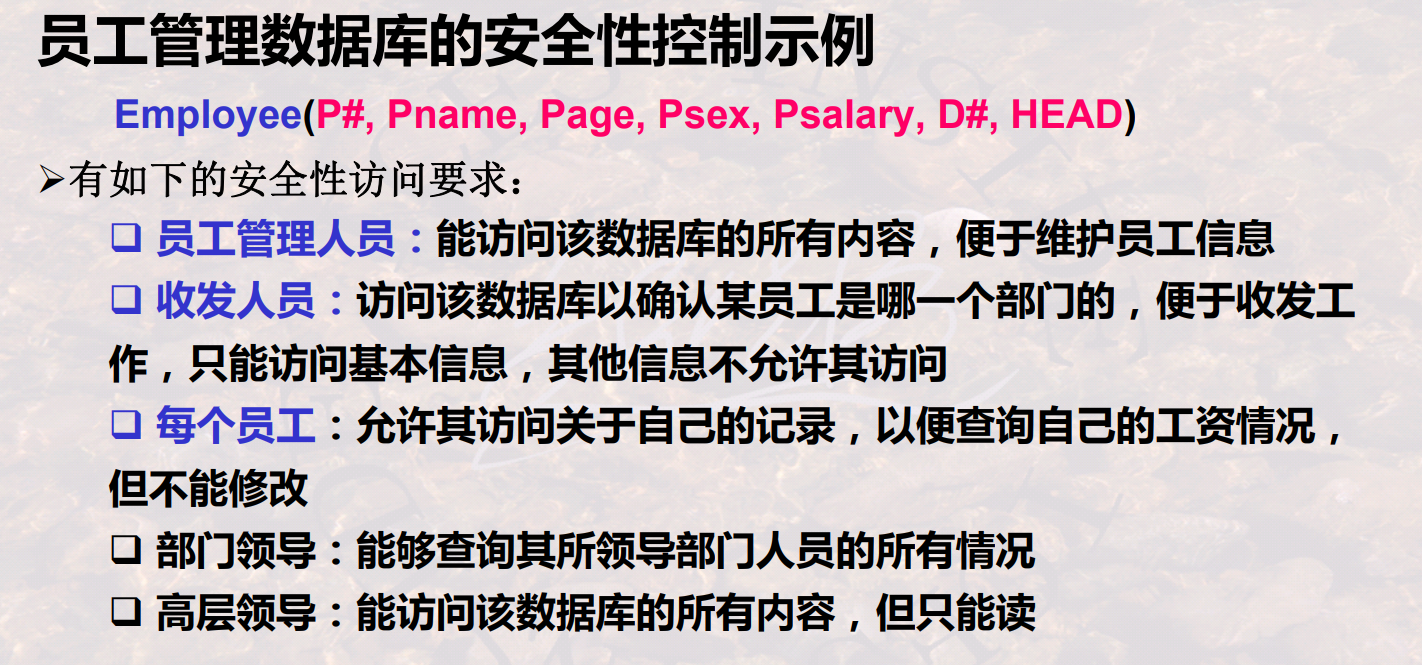 员工管理数据库的安全性控制示例
Employee(P#, Pname, Page, Psex, Psalary, D#, HEAD)
➢有如下的安全性访问要求：
❑ 员工管理人员：能访问该数据库的所有内容，便于维护员工信息
❑ 收发人员：访问该数据库以确认某员工是哪一个部门的，便于收发工
作，只能访问基本信息，其他信息不允许其访问
❑ 每个员工：允许其访问关于自己的记录，以便查询自己的工资情况，
但不能修改
❑ 部门领导：能够查询其所领导部门人员的所有情况
❑ 高层领导：能访问该数据库的所有内容，但只能读